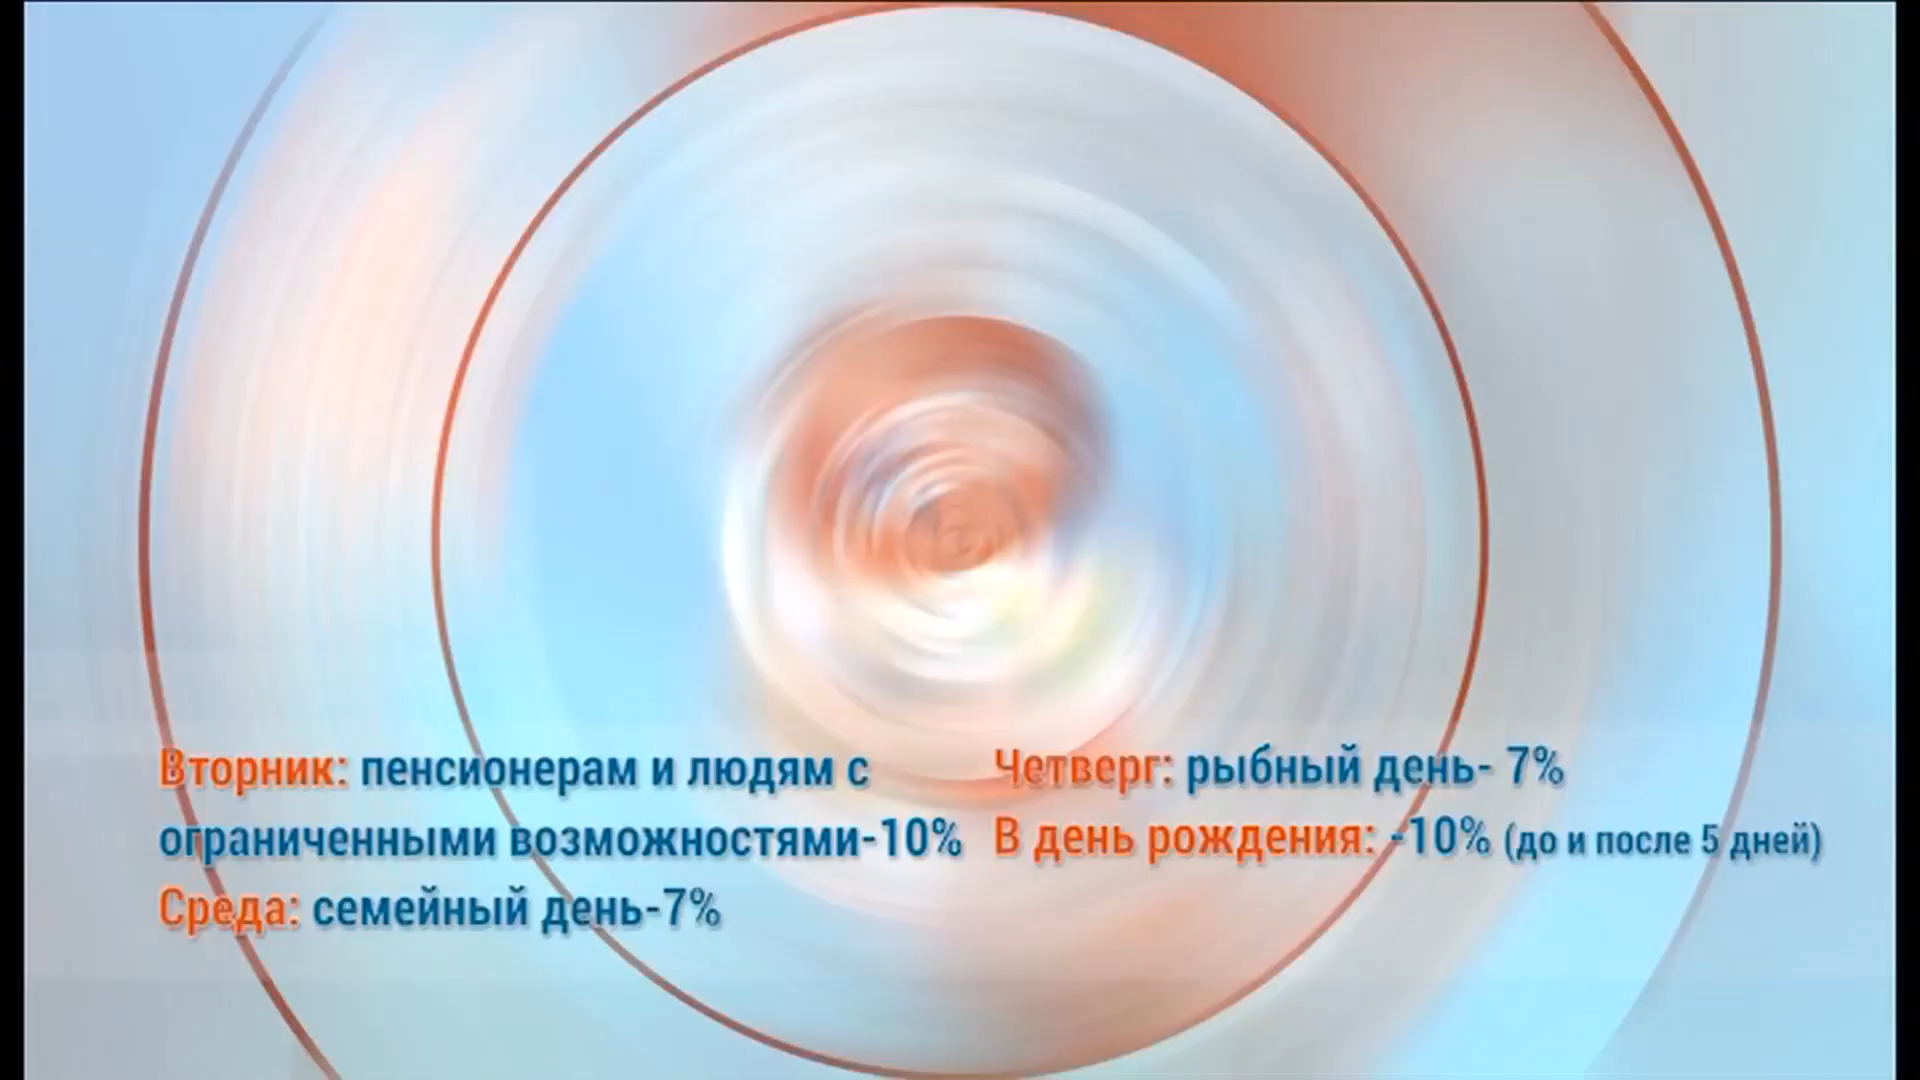 Вторник: пенсионерам и людям с
ограниченными возможностями-10%
Среда: семейный день-7%
Четверг: рыбный день- 7%
В день рождения: -10% (до и после 5 дней)